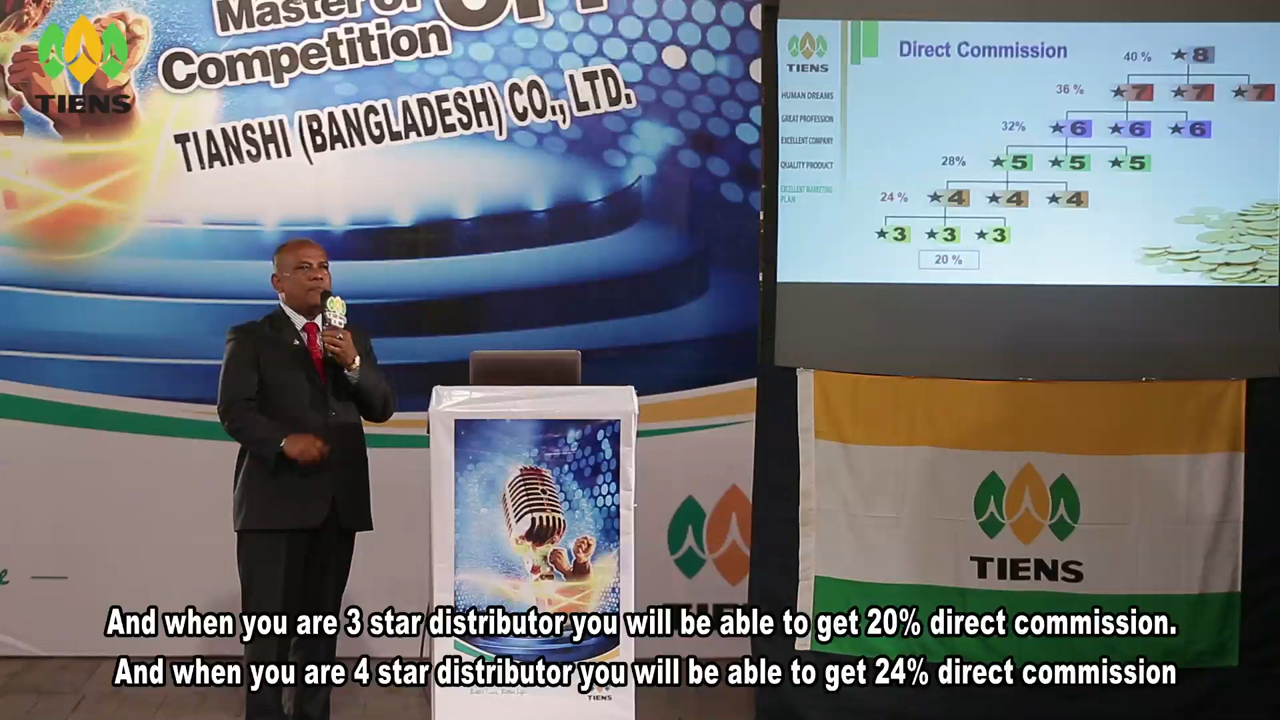 Master of
Competition
TIENS
TIANSHI (BANGLADESH) CO., LTD.
TIENS
Direct Commission
HUMAN DREAMS
GREAT PROFESSION
EXCELLENT COMPANY
QUALITY PRODUCT
EXCELLENT MARKETING
PLAN
40 % ★8
36 % ★7 ★7 ★7
32% ★6 ★6 ★6
28% ★5 ★5 ★5
24 % ★4 ★4 ★4
★3 ★3 ★3
20 %
TIENS
And when you are 3 star distributor you will be able to get 20% direct commission.
And when you are 4 star distributor you will be able to get 24% direct commission
TIENS